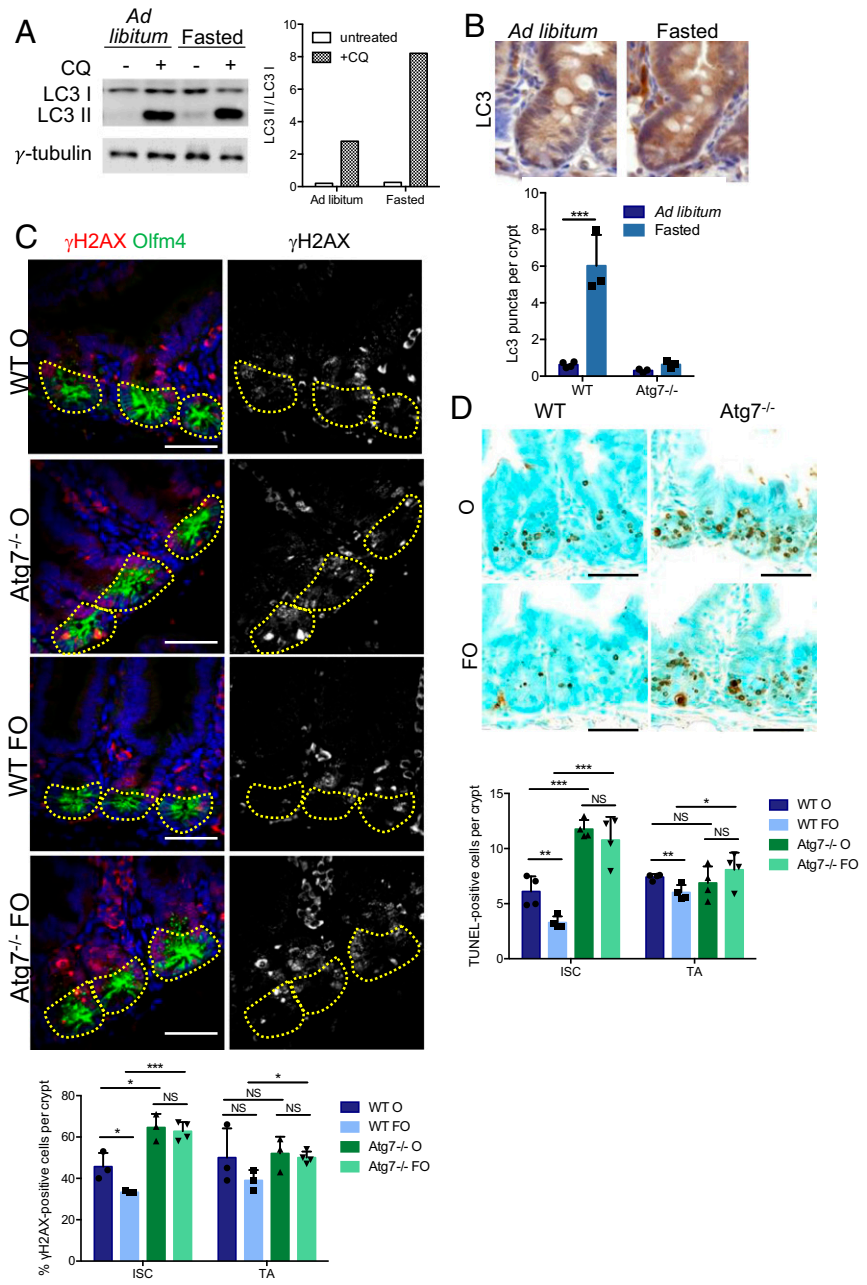 A
Ad libitum
Fasted
CQ - + - +
LC3 I
LC3 II
γ-tubulin
LC3 II / LC3 I
10
8
6
4
2
0
untreated
+CQ
Ad libitum
Fasted
B
Ad libitum
Fasted
LC3
Lc3 puncta per crypt
10
8
6
4
2
0
***
Ad libitum
Fasted
WT
Atg7-/-
C
γH2AX Olfm4
γH2AX
WT O
Atg7-/- O
WT FO
Atg7-/- FO
% γH2AX-positive cells per crypt
80
60
40
20
0
***
*
*
NS
*
NS
NS
NS
WT O
WT FO
Atg7-/- O
Atg7-/- FO
ISC
TA
D
WT
Atg7-/-
O
FO
TUNEL-positive cells per crypt
15
10
5
0
***
***
NS
**
*
NS
NS
**
WT O
WT FO
Atg7-/- O
Atg7-/- FO
ISC
TA